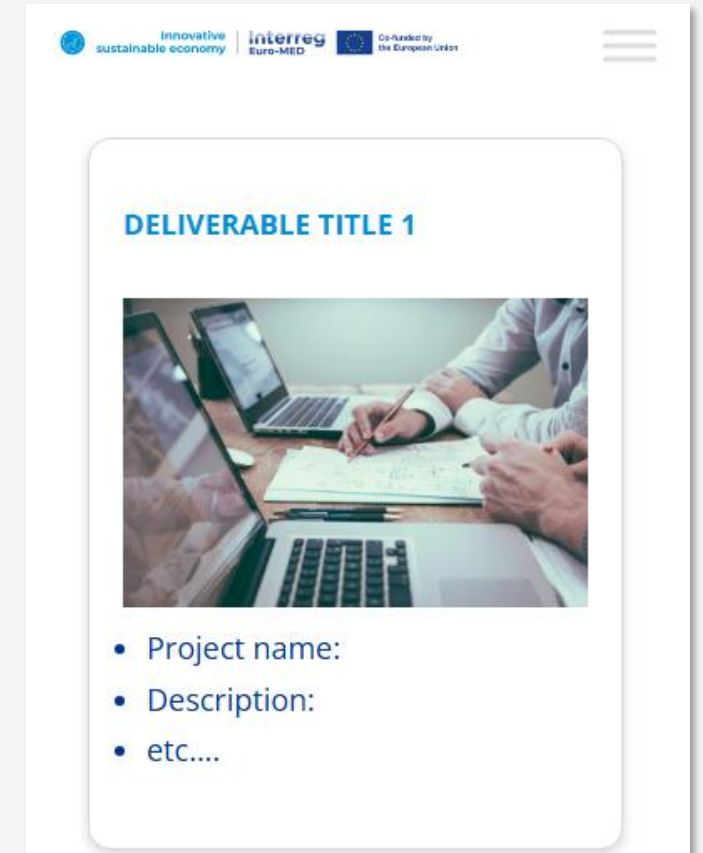 Innovative
sustainable economy
Interreg
Euro-MED
Co-funded by
the European Union
DELIVERABLE TITLE 1
Project name:
Description:
etc....